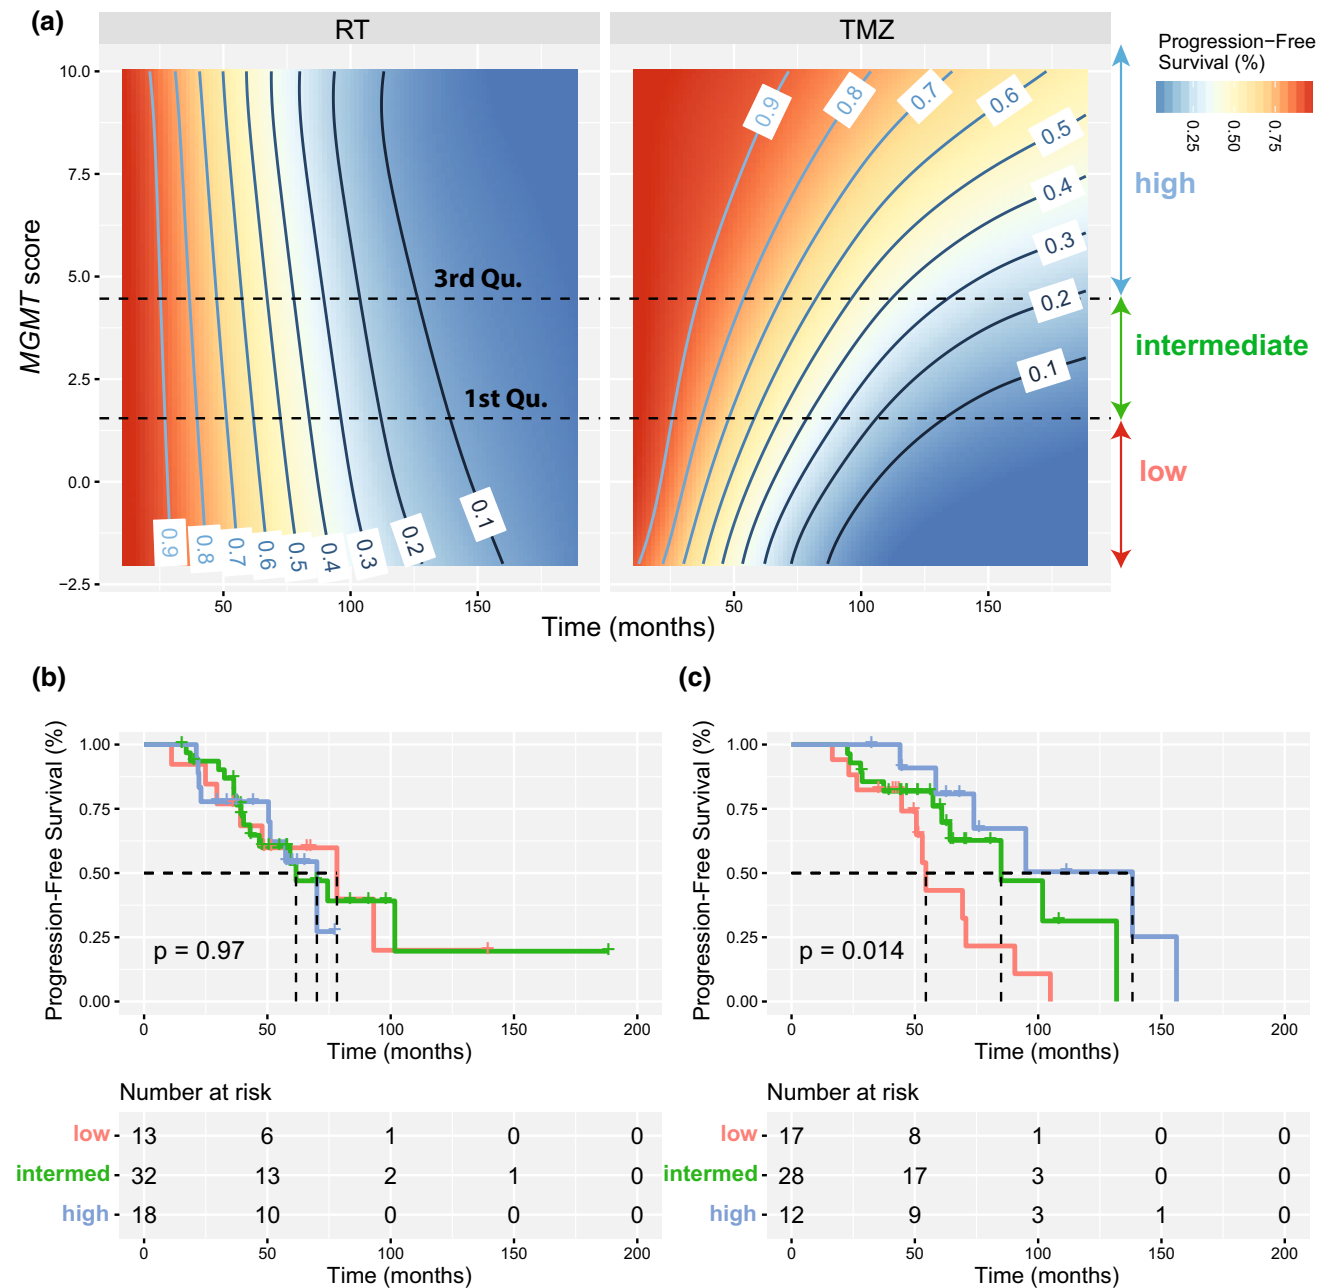 (a)
RT
TMZ
Progression−Free
Survival (%)
0.25 0.50 0.75
MGMT score
10.0
7.5
5.0
2.5
0.0
−2.5
3rd Qu.
1st Qu.
0.9 0.8 0.7 0.6 0.5 0.4 0.3 0.2 0.1
0.9 0.8 0.7 0.6 0.5 0.4 0.3 0.2 0.1
high
intermediate
low
50 100 150
50 100 150
Time (months)
(b)
Progression-Free Survival (%)
1.00
0.75
0.50
0.25
0.00
p = 0.97
0 50 100 150 200
Time (months)
Number at risk
low 13 6 1 0 0
intermed 32 13 2 1 0
high 18 10 0 0 0
0 50 100 150 200
Time (months)
(c)
Progression-Free Survival (%)
1.00
0.75
0.50
0.25
0.00
p = 0.014
0 50 100 150 200
Time (months)
Number at risk
low 17 8 1 0 0
intermed 28 17 3 0 0
high 12 9 3 1 0
0 50 100 150 200
Time (months)